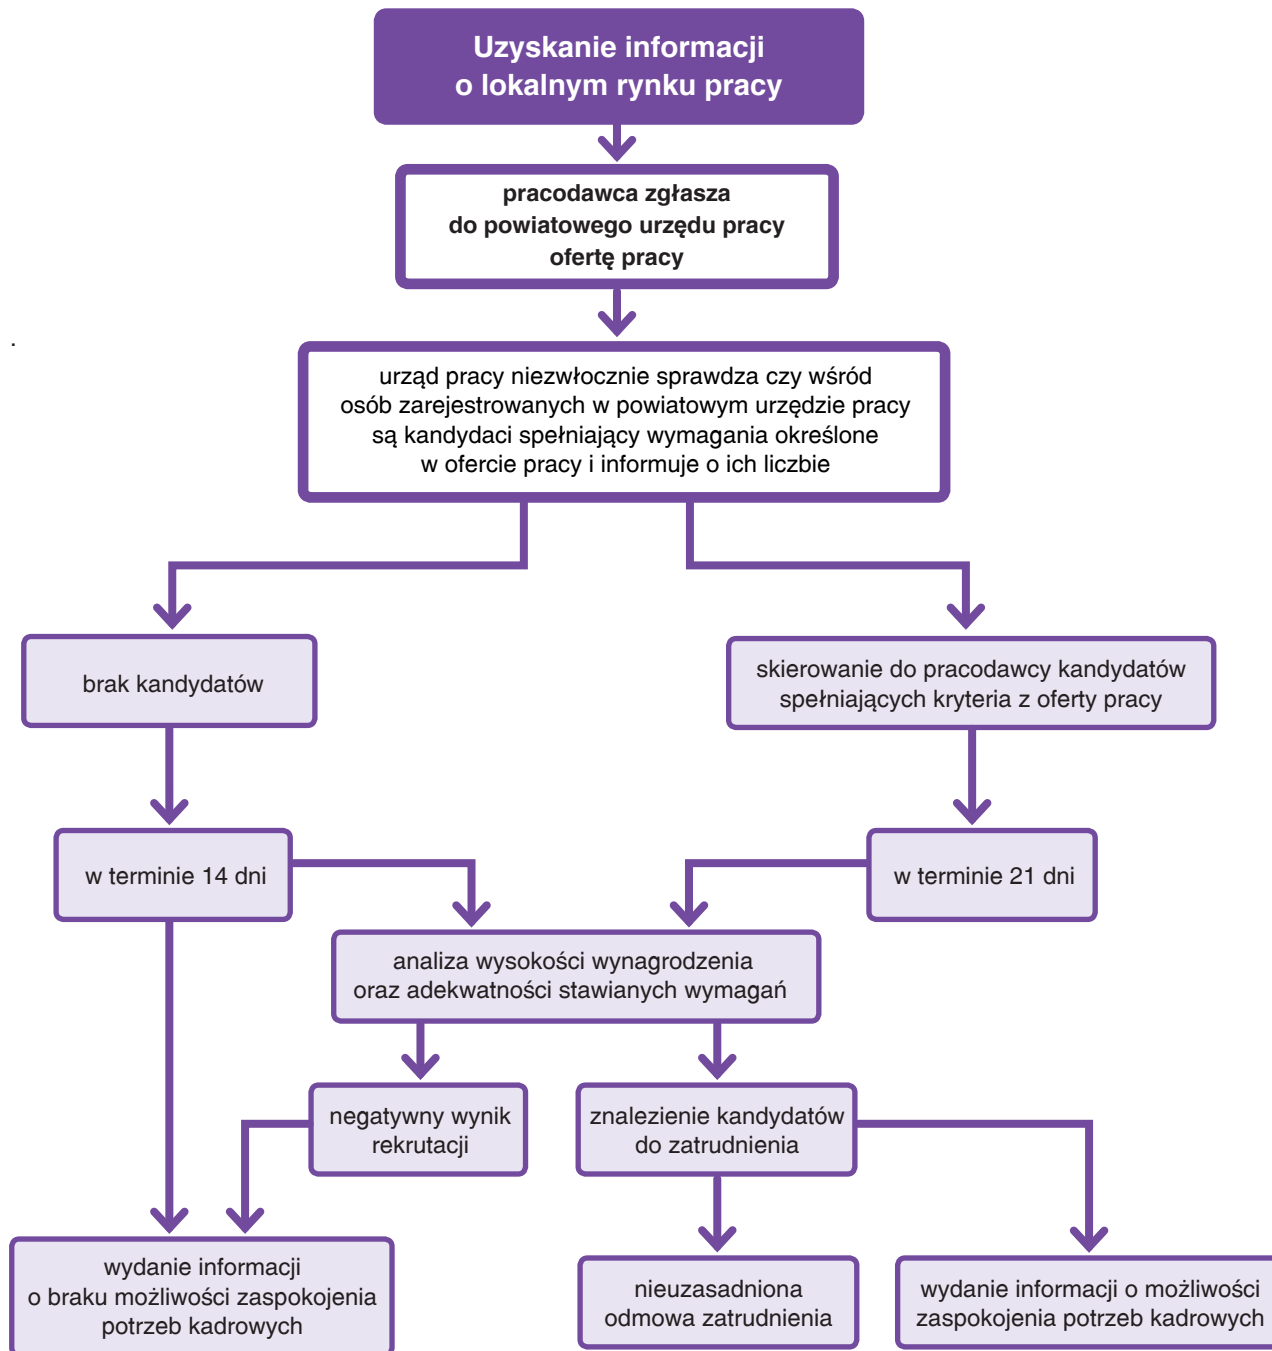 Uzyskanie informacji
o lokalnym rynku pracy
pracodawca zgłasza
do powiatowego urzędu pracy
ofertę pracy
.
urząd pracy niezwłocznie sprawdza czy wśród
osób zarejestrowanych w powiatowym urzędzie pracy
są kandydaci spełniający wymagania określone
w ofercie pracy i informuje o ich liczbie
brak kandydatów
skierowanie do pracodawcy kandydatów
spełniających kryteria z oferty pracy
w terminie 14 dni
w terminie 21 dni
analiza wysokości wynagrodzenia
oraz adekwatności stawianych wymagań
negatywny wynik
rekrutacji
znalezienie kandydatów
do zatrudnienia
wydanie informacji
o braku możliwości zaspokojenia
potrzeb kadrowych
nieuzasadniona
odmowa zatrudnienia
wydanie informacji o możliwości
zaspokojenia potrzeb kadrowych